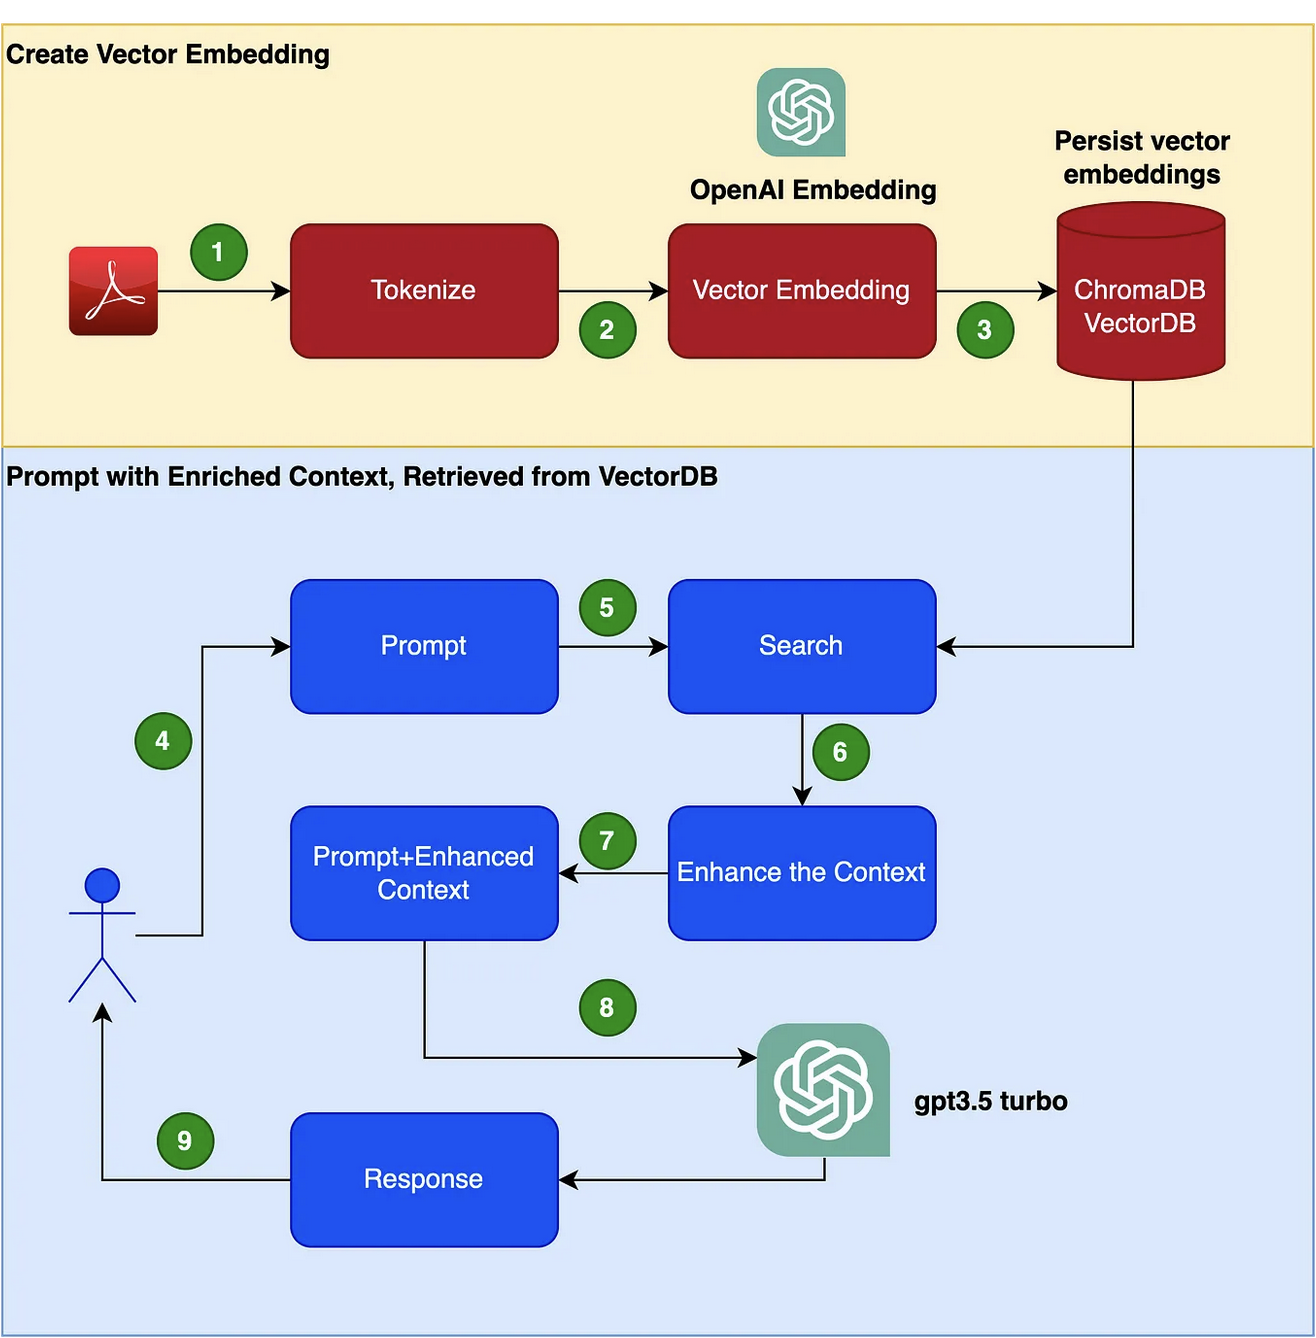 Create Vector Embedding
OpenAI Embedding
Persist vector
embeddings
1
Tokenize
2
Vector Embedding
3
ChromaDB
VectorDB
Prompt with Enriched Context, Retrieved from VectorDB
4
Prompt
5
Search
6
Enhance the Context
7
Prompt+Enhanced
Context
8
gpt3.5 turbo
Response
9